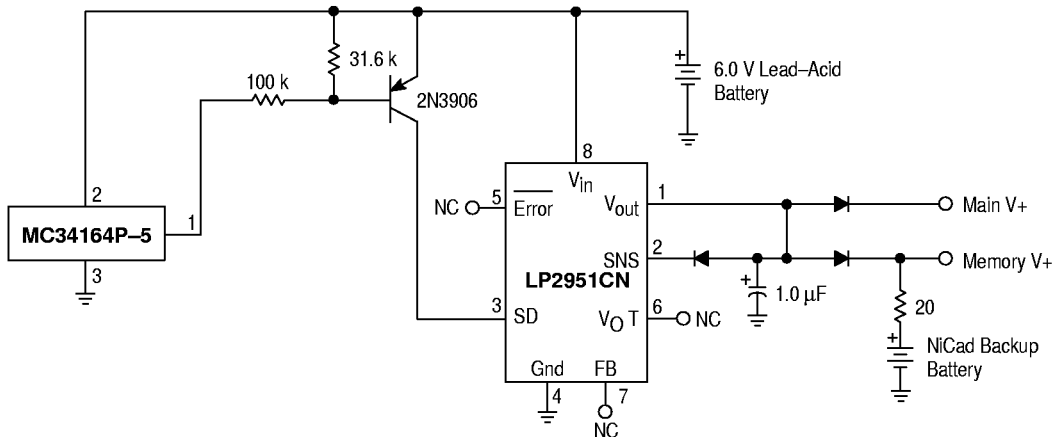 31.6 k
100 k
2N3906
+
6.0 V Lead–Acid
Battery
8
Vin
2
MC34164P–5
1
3
NC
5
Error
Vout
1
Main V+
SNS
2
LP2951CN
+
1.0 μF
Memory V+
3
SD
VO T
6
NC
20
+
NiCad Backup
Battery
Gnd
FB
4
7
NC